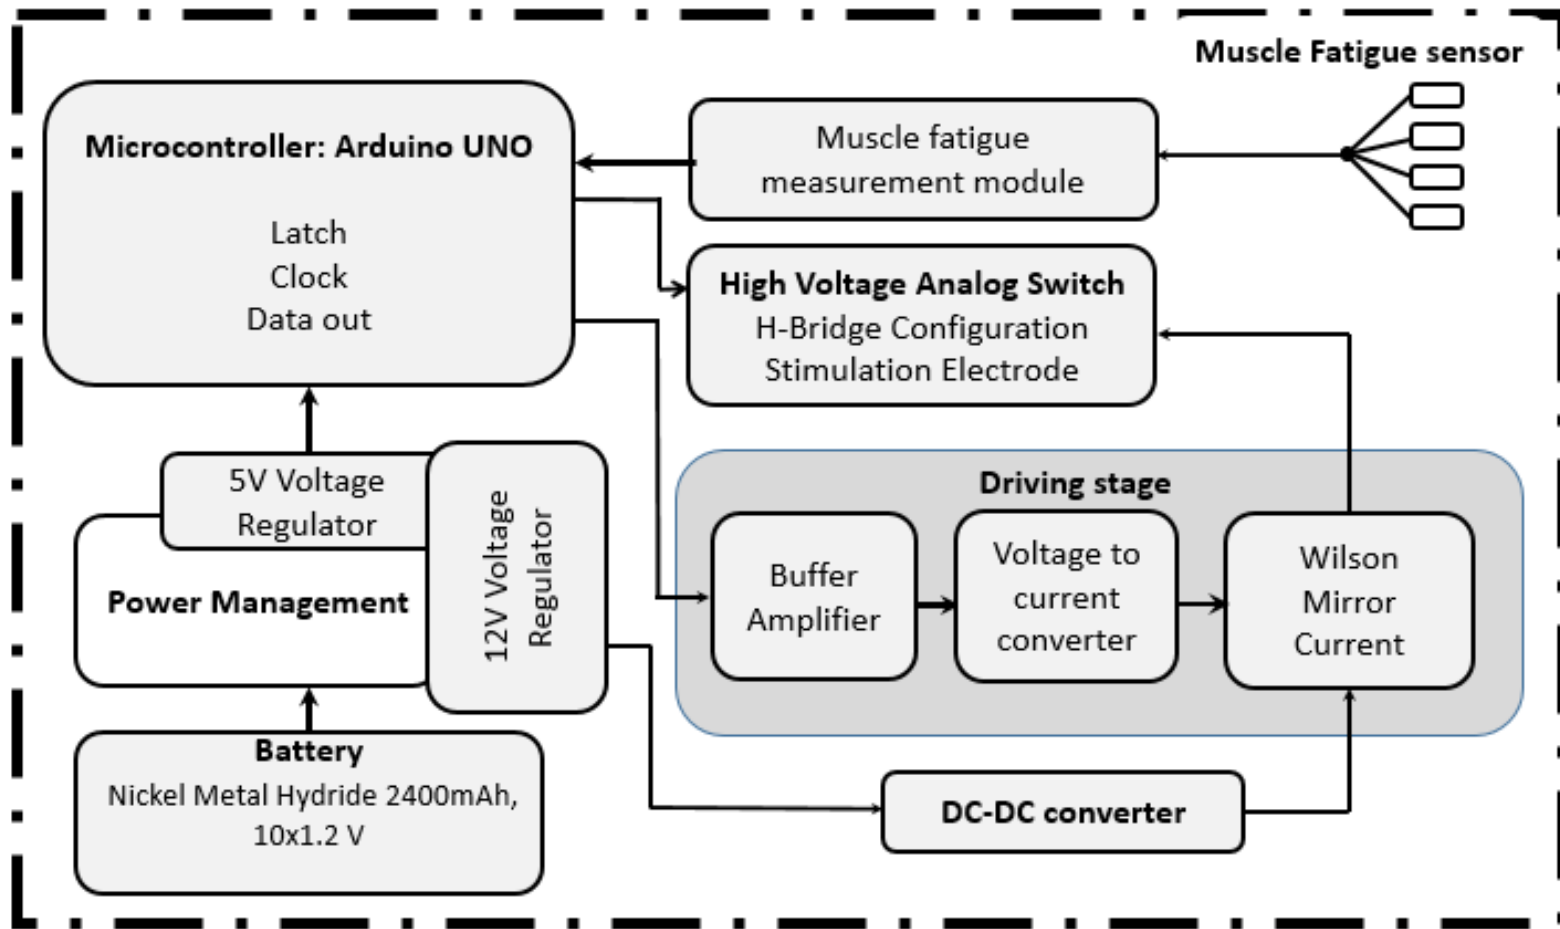 Muscle Fatigue sensor
Microcontroller: Arduino UNO
Latch
Clock
Data out
Muscle fatigue
measurement module
High Voltage Analog Switch
H-Bridge Configuration
Stimulation Electrode
5V Voltage
Regulator
12V Voltage
Regulator
Power Management
Driving stage
Buffer
Amplifier
Voltage to
current
converter
Wilson
Mirror
Current
Battery
Nickel Metal Hydride 2400mAh,
10x1.2 V
DC-DC converter